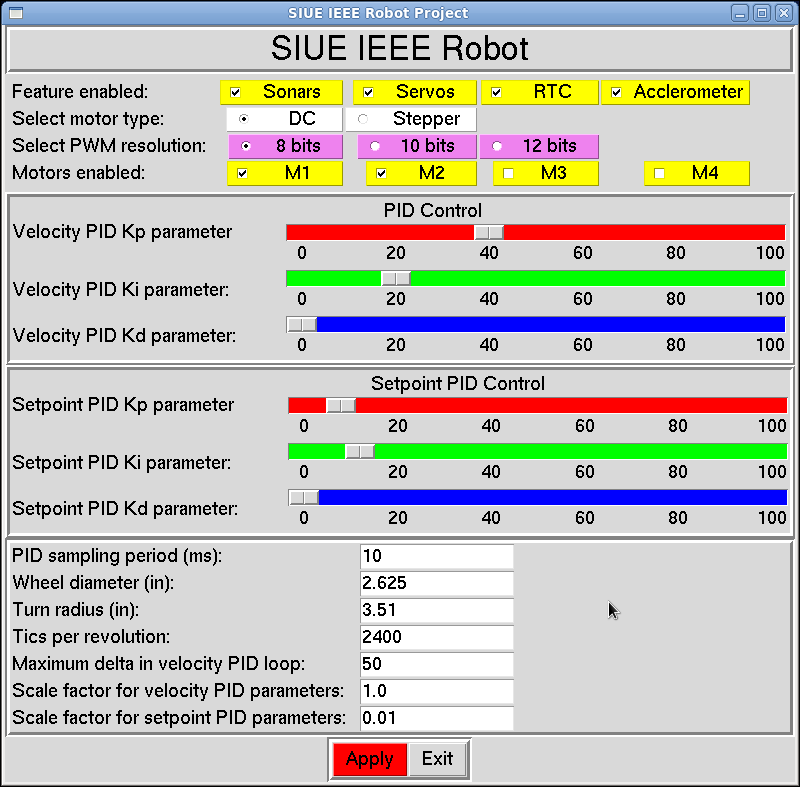 SIUE IEEE Robot Project
SIUE IEEE Robot
Feature enabled: Sonars Servos RTC Acclerometer
Select motor type: DC Stepper
Select PWM resolution: 8 bits 10 bits 12 bits
Motors enabled: M1 M2 M3 M4
PID Control
Velocity PID Kp parameter
0 20 40 60 80 100
Velocity PID Ki parameter:
0 20 40 60 80 100
Velocity PID Kd parameter:
0 20 40 60 80 100
Setpoint PID Control
Setpoint PID Kp parameter
0 20 40 60 80 100
Setpoint PID Ki parameter:
0 20 40 60 80 100
Setpoint PID Kd parameter:
0 20 40 60 80 100
PID sampling period (ms): 10
Wheel diameter (in): 2.625
Turn radius (in): 3.51
Tics per revolution: 2400
Maximum delta in velocity PID loop: 50
Scale factor for velocity PID parameters: 1.0
Scale factor for setpoint PID parameters: 0.01
Apply Exit